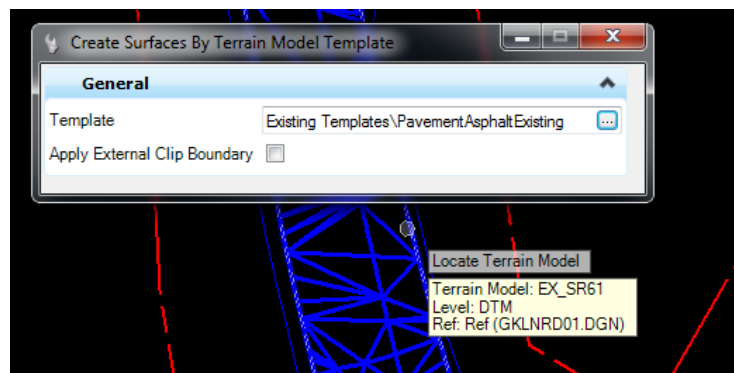 Create Surfaces By Terrain Model Template
General
Template Existing Templates\PavementAsphaltExisting ...
Apply External Clip Boundary
Locate Terrain Model
Terrain Model: EX_SR61
Level: DTM
Ref: Ref (GKLNRD01.DGN)